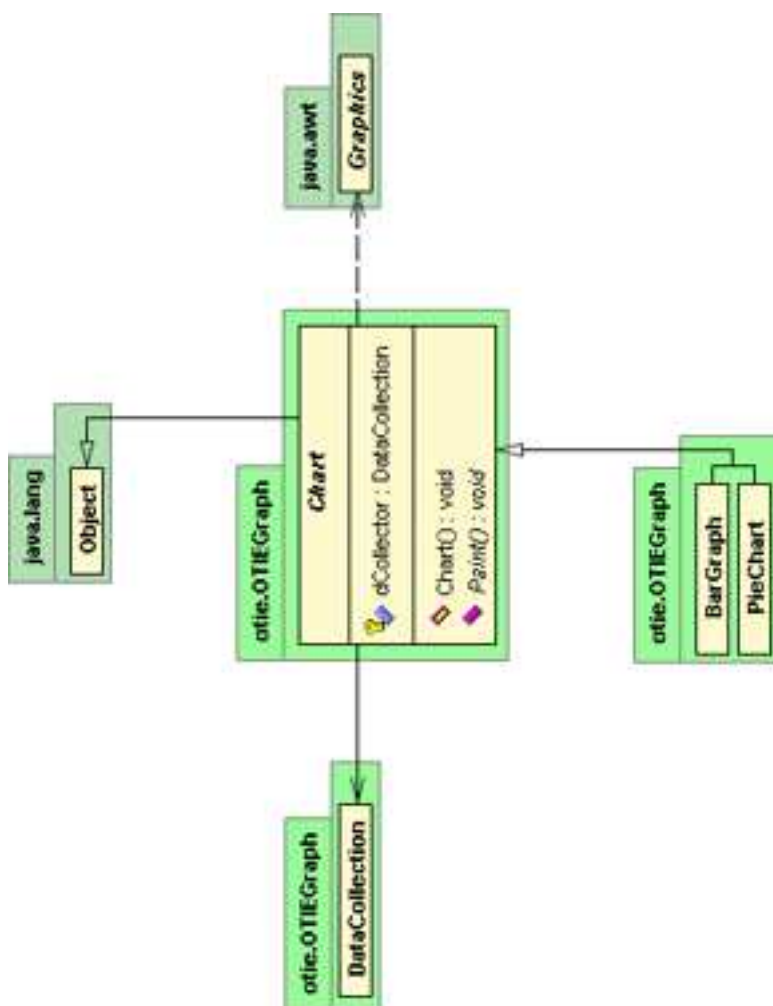 java.lang
Object
otie.OTIEGraph
DataCollection
otie.OTIEGraph
Chart
dCollector : DataCollection
Chart() : void
Paint() : void
java.awt
Graphics
otie.OTIEGraph
BarGraph
PieChart